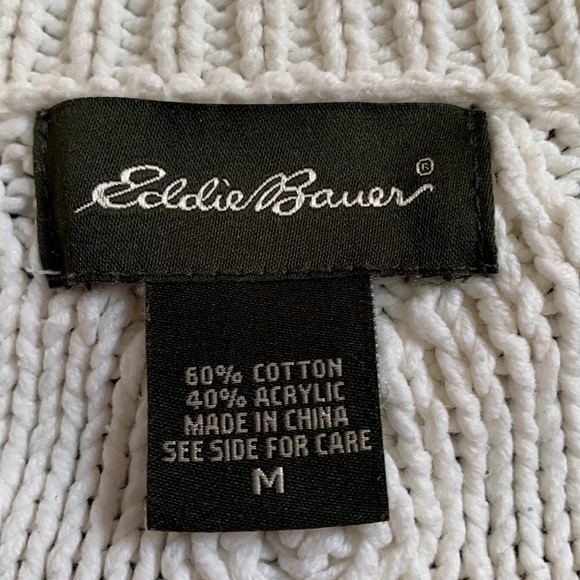 Eddie Bauer®
60% COTTON
40% ACRYLIC
MADE IN CHINA
SEE SIDE FOR CARE
M